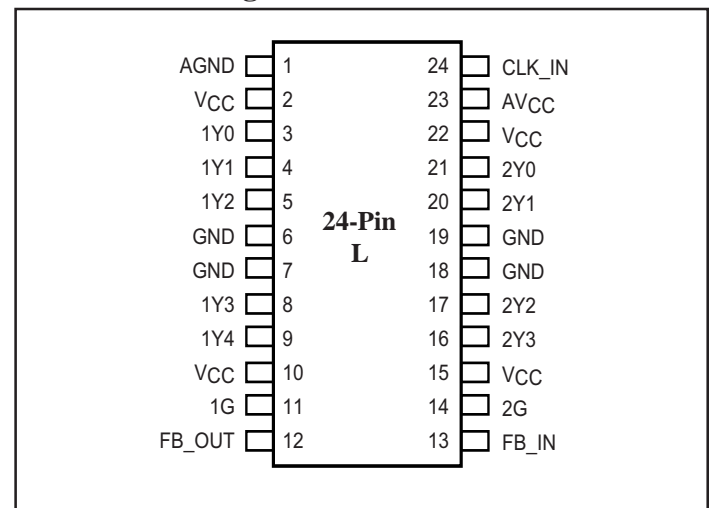 AGND 1 24 CLK_IN
VCC 2 23 AVCC
1Y0 3 22 VCC
1Y1 4 21 2Y0
1Y2 5 20 2Y1
24-Pin
GND 6 19 GND
L
GND 7 18 GND
1Y3 8 17 2Y2
1Y4 9 16 2Y3
VCC 10 15 VCC
1G 11 14 2G
FB_OUT 12 13 FB_IN